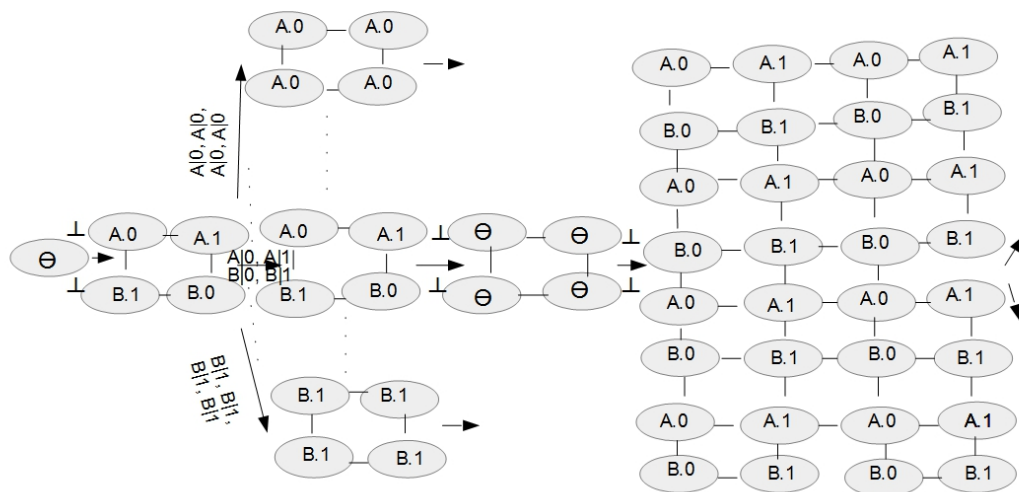 A.0 A.0
A.0 A.0
A|0, A|0,
A|0, A|0
⊥ A.0 A.1
Θ
⊥ B.1 B.0
A|0, A|1
B|0, B|1
A.0 A.1
B.1 B.0
⊥ Θ Θ ⊥
⊥ Θ Θ ⊥
B|1, B|1,
B|1, B|1
B.1 B.1
B.1 B.1
A.0 A.1 A.0 A.1
B.0 B.1 B.0 B.1
A.0 A.1 A.0 A.1
B.0 B.1 B.0 B.1
A.0 A.1 A.0 A.1
B.0 B.1 B.0 B.1
A.0 A.1 A.0 A.1
B.0 B.1 B.0 B.1